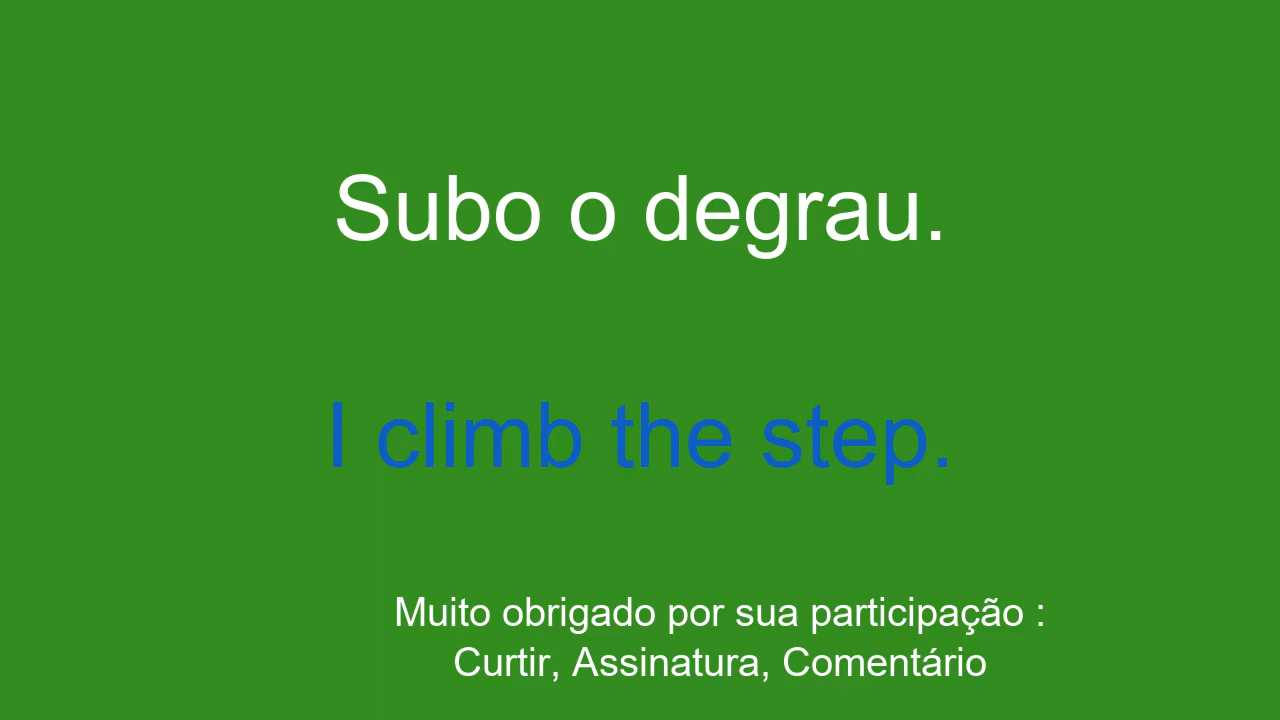 Subo o degrau.
I climb the step.
Muito obrigado por sua participação :
Curtir, Assinatura, Comentário